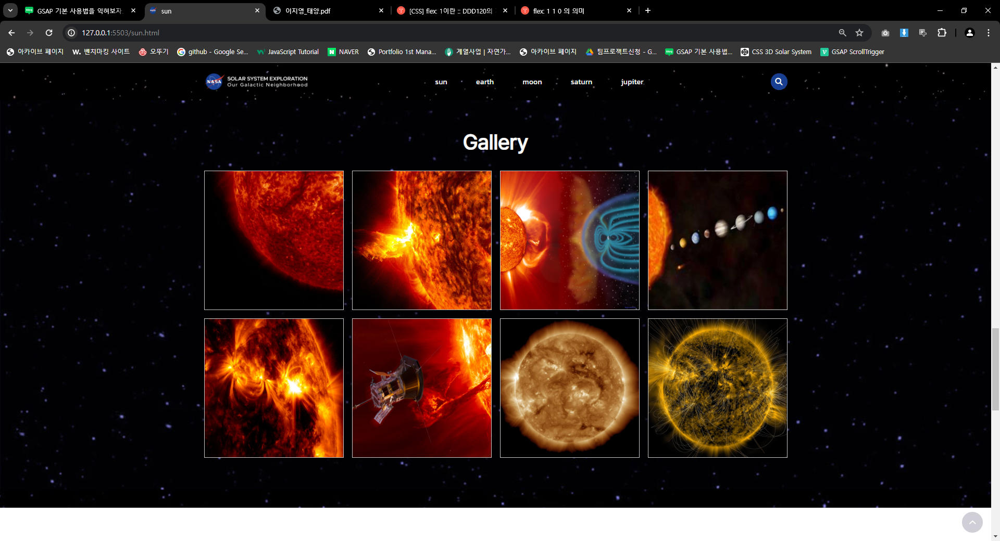 GSAP 기본 사용법을 익혀보자.
sun
이지영_태양.pdf
[CSS] flex: 1이란 :: DDD120의
flex: 1 1 0 의 의미
127.0.0.1:5503/sun.html
아카이브 페이지
벤치마킹 사이트
오뚜기
github - Google Se...
JavaScript Tutorial
NAVER
Portfolio 1st Mana...
계열사업 | 자연가...
아카이브 페이지
팀프로젝트신청 - G...
GSAP 기본 사용법...
CSS 3D Solar System
GSAP ScrollTrigger
NASA
SOLAR SYSTEM EXPLORATION
Our Galactic Neighborhood
sun
earth
moon
saturn
jupiter
Gallery